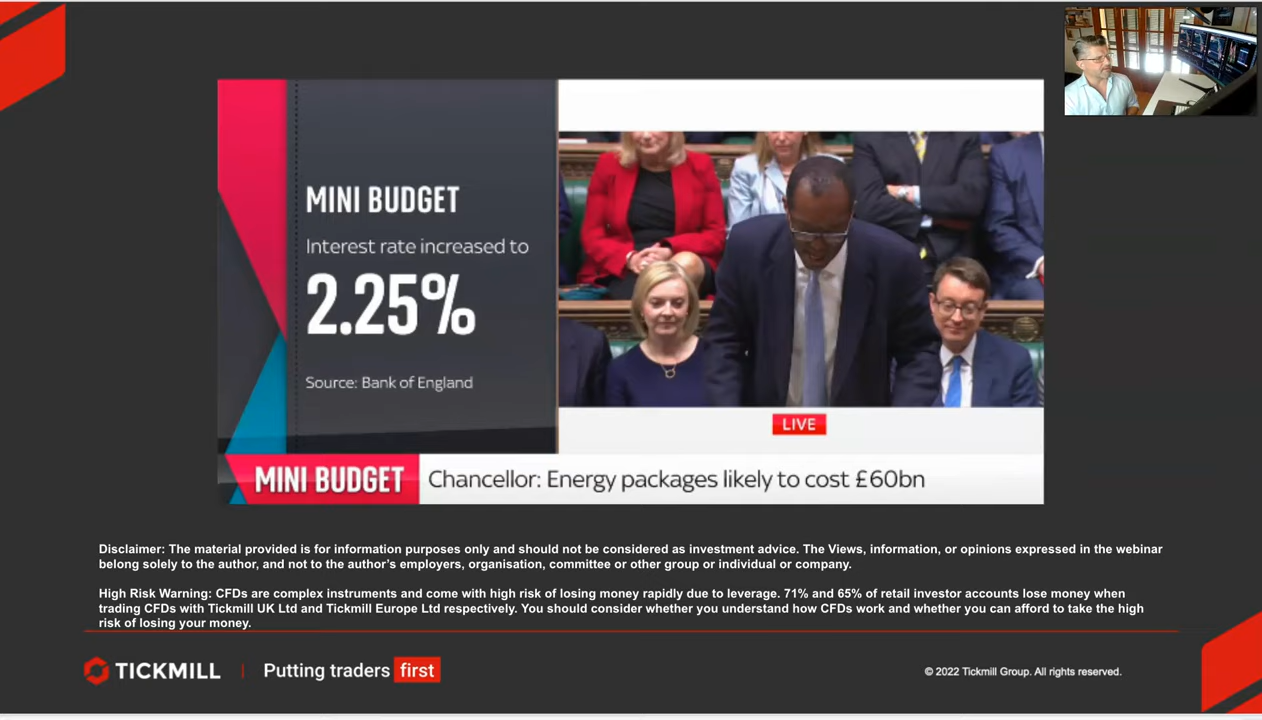 MINI BUDGET
Interest rate increased to
2.25%
Source: Bank of England
LIVE
MINI BUDGET
Chancellor: Energy packages likely to cost £60bn
Disclaimer: The material provided is for information purposes only and should not be considered as investment advice. The Views, information, or opinions expressed in the webinar
belong solely to the author, and not to the author's employers, organisation, committee or other group or individual or company.
High Risk Warning: CFDs are complex instruments and come with high risk of losing money rapidly due to leverage. 71% and 65% of retail investor accounts lose money when
trading CFDs with Tickmill UK Ltd and Tickmill Europe Ltd respectively. You should consider whether you understand how CFDs work and whether you can afford to take the high
risk of losing your money.
TICKMILL | Putting traders first
© 2022 Tickmill Group. All rights reserved.